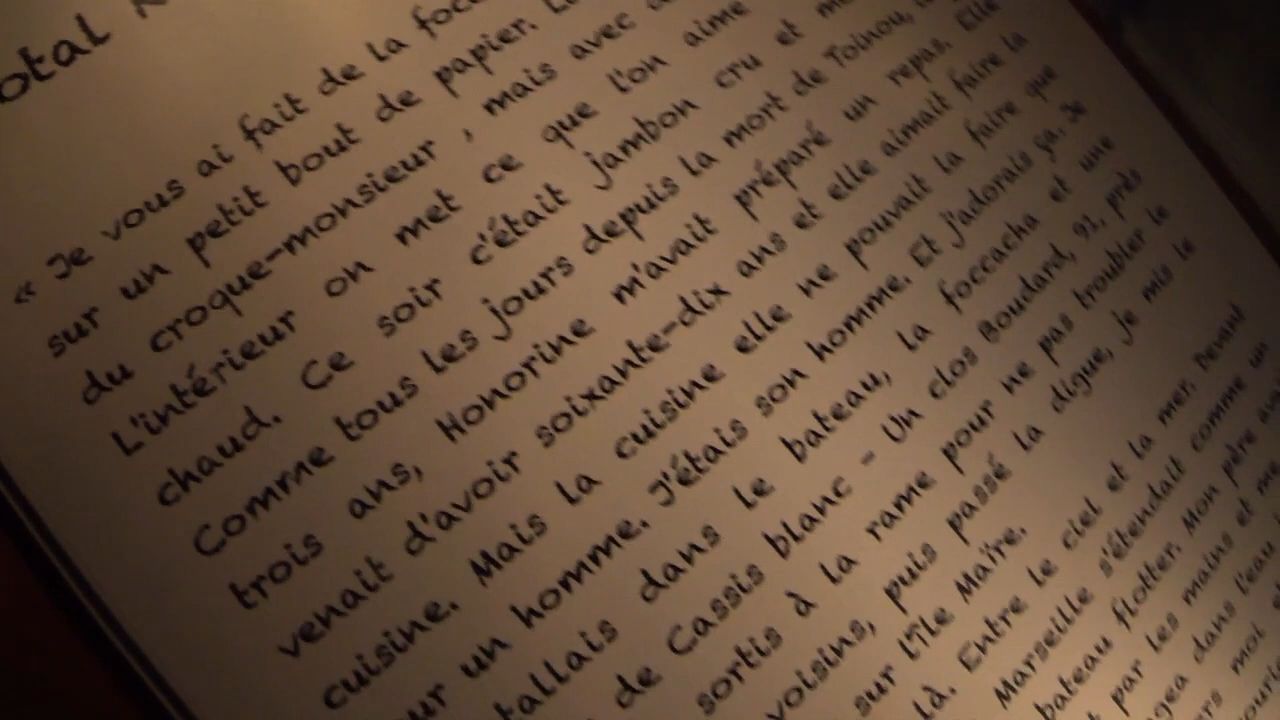 otal
« Je vous ai fait de la
sur un petit bout de papier.
du croque-monsieur, mais avec
L'intérieur on met ce que l'on aime
chaud. Ce soir c'était jambon cru et
Comme tous les jours depuis la mort de Toinou,
trois ans, Honorine m'avait préparé un repas. Elle
venait d'avoir soixante-dix ans et elle aimait faire la
cuisine. Mais la cuisine elle ne pouvait la faire que
ur un homme. J'étais son homme. Et j'adorais ça. Je
tallais dans le bateau, la foccacha et une
de Cassis blanc - Un clos Boudard, 91, près
sortis à la rame pour ne pas troubler le
voisins, puis passé la digue, je mis le
sur l'Île Maïre.
là. Entre le ciel et la mer. Devant
Marseille s'étendait comme un
bateau flotter. Mon père
par les mains et me
gea dans l'eau
moi